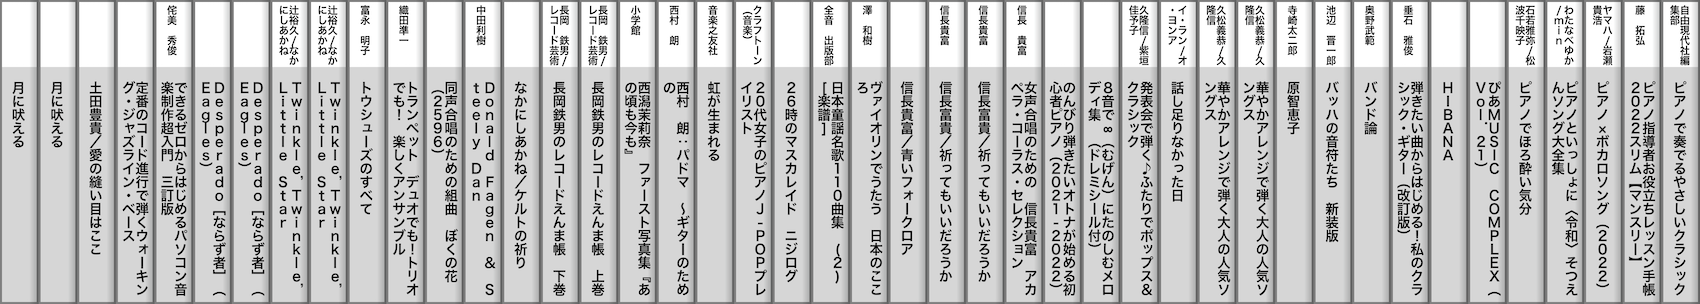 自由現代社編
集部
ピアノで奏でるやさしいクラシック
藤　拓弘
ピアノ指導者お役立ちレッスン手帳
2022スリム【マンスリー】
ヤマハ/岩瀬
貴浩
ピアノ×ボカロソング（2022）
わたなべゆか
/min
ピアノといっしょに（令和）そつえ
んソング大全集
石若雅弥/松
波千映子
ピアノでほろ酔い気分
ぴあMUSIC　COMPLEX（
Vol.21）
HIBANA
垂石　雅俊
弾きたい曲からはじめる!私のクラ
シック・ギター（改訂版）
奥野武範
バンド論
池辺　晋一郎
バッハの音符たち　新装版
寺崎太二郎
原智恵子
久松義恭/久
隆信
華やかアレンジで弾く大人の人気ソ
ングス
久松義恭/久
隆信
華やかアレンジで弾く大人の人気ソ
ングス
イ・ラン/オ
・ヨンア
話し足りなかった日
久隆信/紫垣
佳予子
発表会で弾く♪ふたりでポップス&
クラシック
8音で∞（むげん）にたのしむメロ
ディ集　（ドレミシール付）
のんびり弾きたいオトナが始める初
心者ピアノ（2021-2022）
信長　貴富
女声合唱のための　信長貴富　アカ
ペラ・コーラス・セレクション
信長貴富
信長富貴/祈ってもいいだろうか
信長貴富
信長富貴/祈ってもいいだろうか
信長貴富/青いフォークロア
澤　和樹
ヴァイオリンでうたう　日本のここ
ろ
全音　出版部
日本童謡名歌110曲集　(2)
[楽譜]
26時のマスカレイド　ニジログ
クラフトーン
（音楽）
20代女子のピアノJ-POPプレ
イリスト
音楽之友社
虹が生まれる
西村　朗
西村　朗:パドマ　〜ギターのため
の
小学館
西潟茉莉奈　ファースト写真集『あ
の頃も今も』
長岡　鉄男/
レコード芸術
長岡鉄男のレコードえんま帳　上巻
長岡　鉄男/
レコード芸術
長岡鉄男のレコードえんま帳　下巻
なかにしあかね/ケルトの祈り
中田利樹
Donald　Fagen　&　S
teely　Dan
同声合唱のための組曲　ぼくの花
（2596）
織田準一
トランペット　デュオでも!トリオ
でも!　楽しくアンサンブル
富永　明子
トウシューズのすべて
辻裕久/なか
にしあかね
Twinkle,Twinkle,
Little　Star
辻裕久/なか
にしあかね
Twinkle,Twinkle,
Little　Star
Desperado[ならず者]　(
Eagles)
Desperado[ならず者]　(
Eagles)
侘美　秀俊
できるゼロからはじめるパソコン音
楽制作超入門　三訂版
定番のコード進行で弾くウォーキン
グ・ジャズライン・ベース
土田豊貴/愛の縫い目はここ
月に吠える
月に吠える